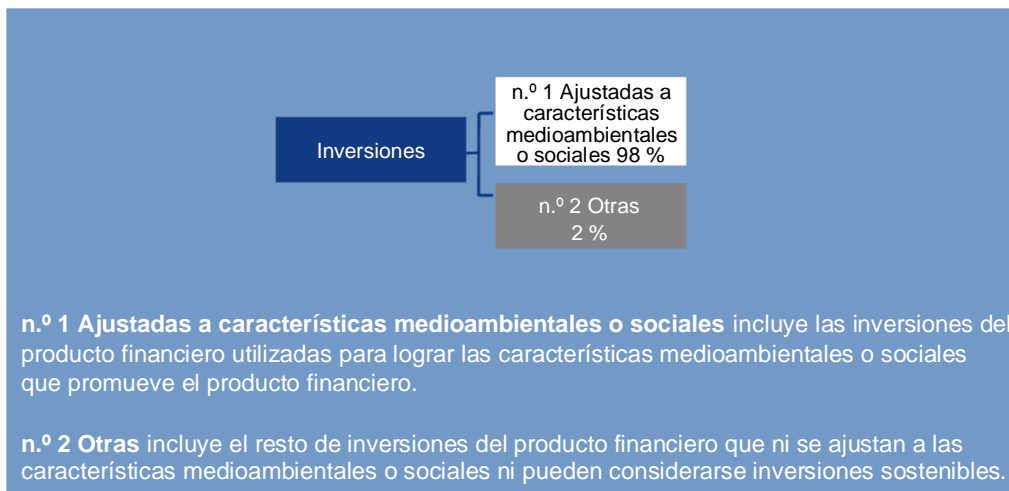 Inversiones
n.º 1 Ajustadas a
características
medioambientales
o sociales 98 %
n.º 2 Otras
2 %
n.º 1 Ajustadas a características medioambientales o sociales incluye las inversiones del
producto financiero utilizadas para lograr las características medioambientales o sociales
que promueve el producto financiero.
n.º 2 Otras incluye el resto de inversiones del producto financiero que ni se ajustan a las
características medioambientales o sociales ni pueden considerarse inversiones sostenibles.